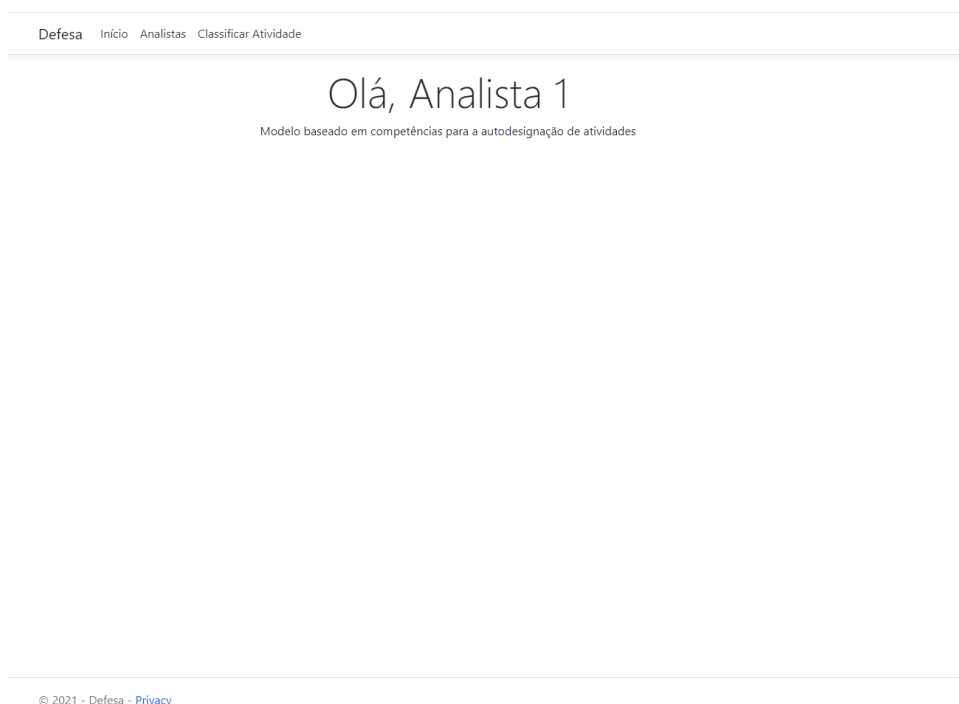 Defesa Início Analistas Classificar Atividade
Olá, Analista 1
Modelo baseado em competências para a autodesignação de atividades
© 2021 - Defesa - Privacy